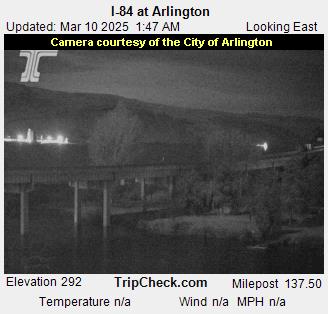 I-84 at Arlington
Updated: Mar 10 2025 1:47 AM Looking East
Camera courtesy of the City of Arlington
Elevation 292 TripCheck.com Milepost 137.50
Temperature n/a Wind n/a MPH n/a